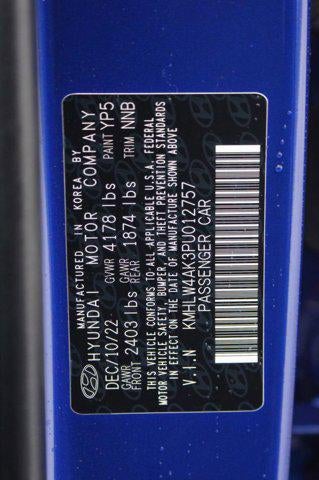 MANUFACTURED IN KOREA BY
HYUNDAI MOTOR COMPANY
DEC/10/22 GVWR 4178 lbs PAINT YP5
GAWR FRONT 2403 lbs GAWR REAR 1874 lbs TRIM NNB
THIS VEHICLE CONFORMS TO ALL APPLICABLE U.S.A. FEDERAL
MOTOR VEHICLE SAFETY, BUMPER, AND THEFT PREVENTION STANDARDS
IN EFFECT ON THE DATE OF MANUFACTURE SHOWN ABOVE
V.I.N KMHLW4AK3PU012757
PASSENGER CAR